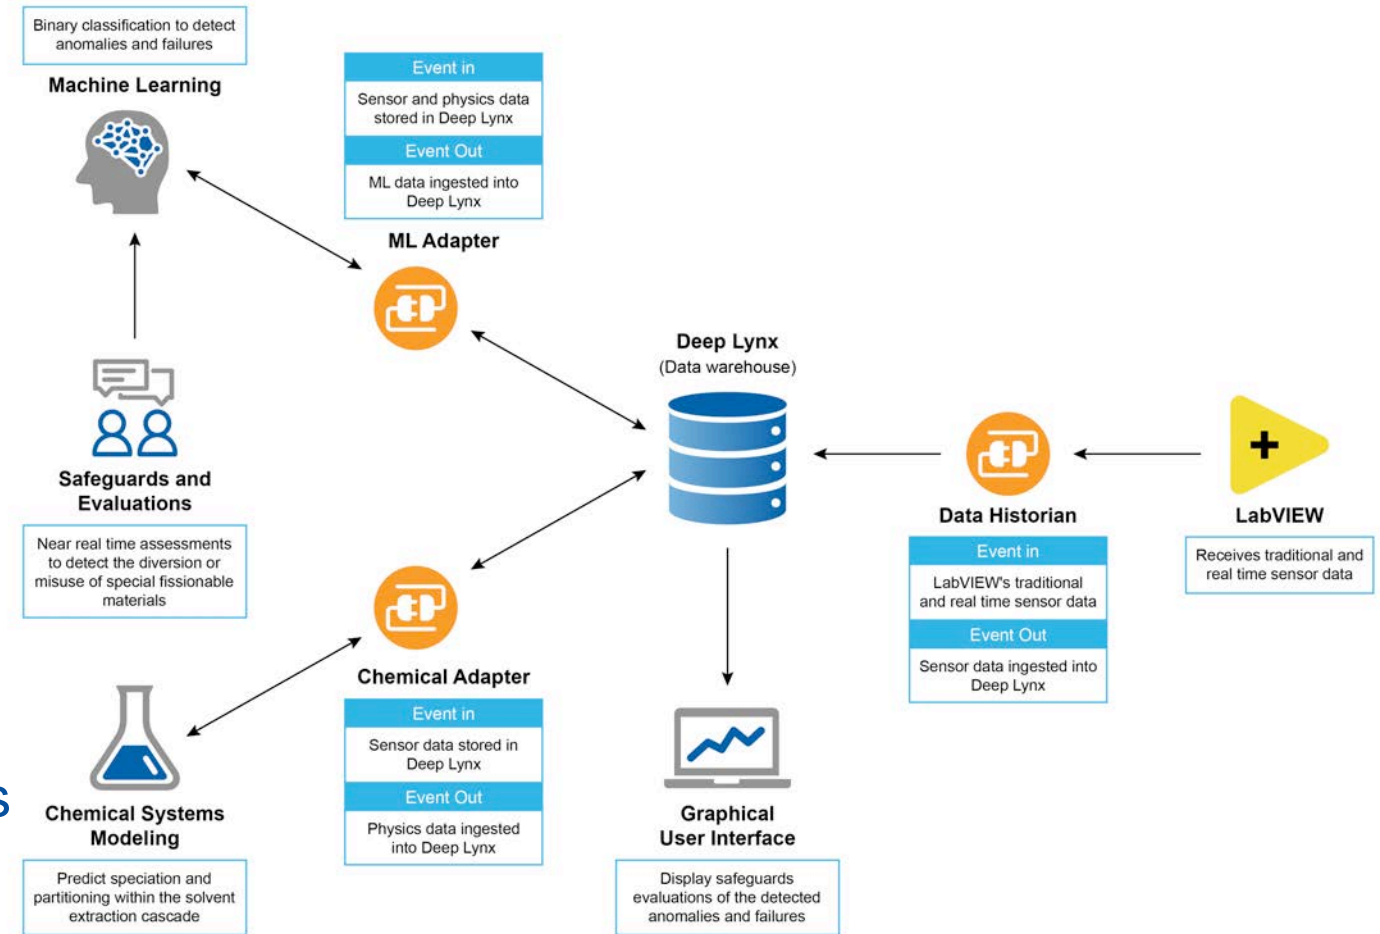 Binary classification to detect
anomalies and failures
Machine Learning
Event in
Sensor and physics data
stored in Deep Lynx
Event Out
ML data ingested into
Deep Lynx
ML Adapter
Safeguards and
Evaluations
Near real time assessments
to detect the diversion or
misuse of special fissionable
materials
Deep Lynx
(Data warehouse)
Data Historian
Event in
LabVIEW's traditional
and real time sensor data
Event Out
Sensor data ingested into
Deep Lynx
+
LabVIEW
Receives traditional and
real time sensor data
Chemical Adapter
Event in
Sensor data stored in
Deep Lynx
Event Out
Physics data ingested
into Deep Lynx
s
Chemical Systems
Modeling
Predict speciation and
partitioning within the solvent
extraction cascade
Graphical
User Interface
Display safeguards
evaluations of the detected
anomalies and failures